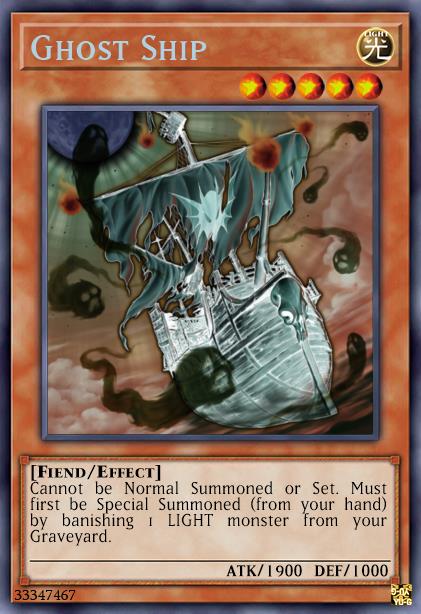 GHOST SHIP
LIGHT
光
[FIEND/EFFECT]
Cannot be Normal Summoned or Set. Must
first be Special Summoned (from your hand)
by banishing 1 LIGHT monster from your
Graveyard.
ATK/1900 DEF/1000
33347467